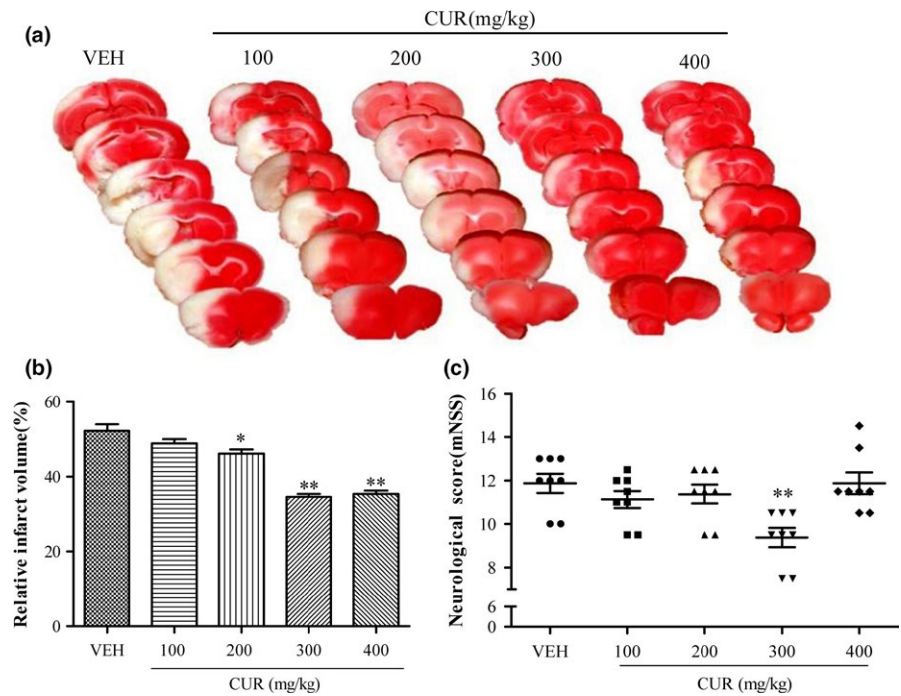 (a)
CUR(mg/kg)
VEH 100 200 300 400
(b)
Relative infarct volume(%)
60
40
20
0
*
**
**
VEH 100 200 300 400
CUR (mg/kg)
(c)
Neurological score(mNSS)
16
14
12
10
8
6
0
**
VEH 100 200 300 400
CUR (mg/kg)